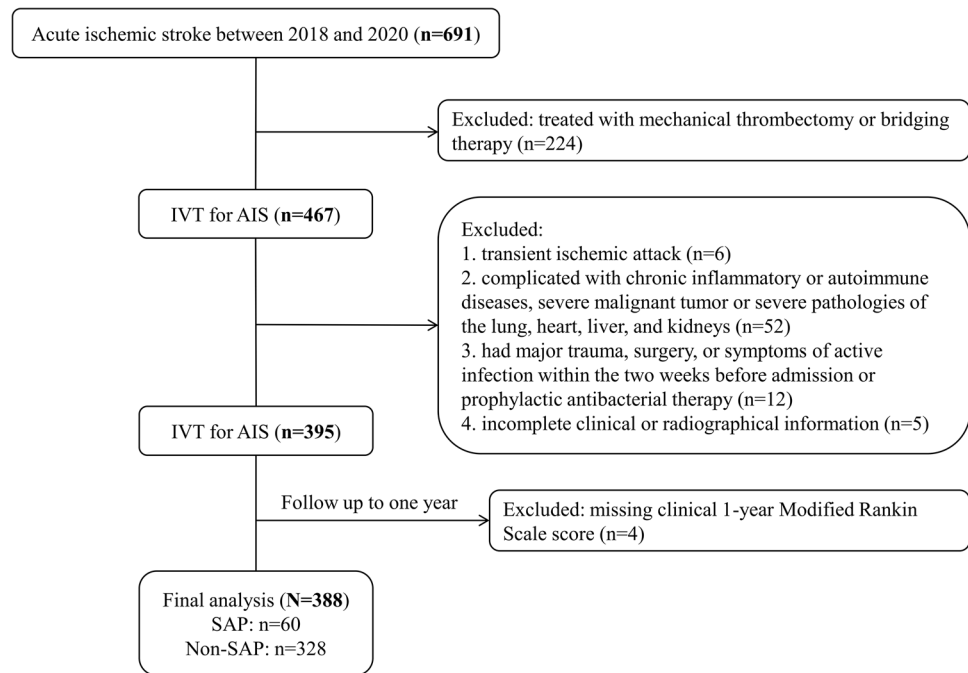 Acute ischemic stroke between 2018 and 2020 (n=691)
Excluded: treated with mechanical thrombectomy or bridging
therapy (n=224)
IVT for AIS (n=467)
Excluded:
1. transient ischemic attack (n=6)
2. complicated with chronic inflammatory or autoimmune
diseases, severe malignant tumor or severe pathologies of
the lung, heart, liver, and kidneys (n=52)
3. had major trauma, surgery, or symptoms of active
infection within the two weeks before admission or
prophylactic antibacterial therapy (n=12)
4. incomplete clinical or radiographical information (n=5)
IVT for AIS (n=395)
Follow up to one year
Excluded: missing clinical 1-year Modified Rankin
Scale score (n=4)
Final analysis (N=388)
SAP: n=60
Non-SAP: n=328